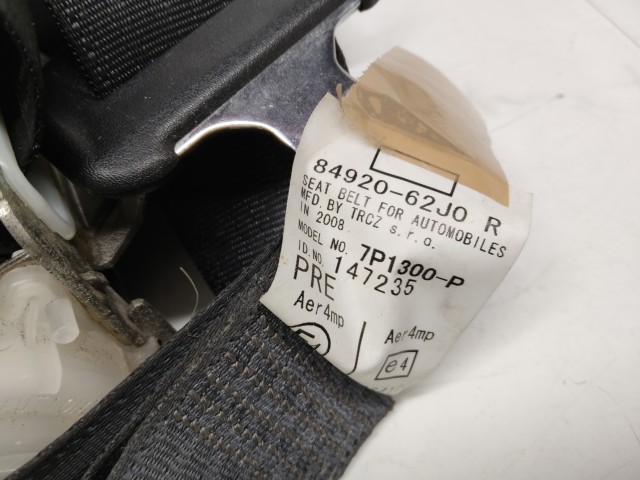 84920-62J0 R
SEAT BELT FOR AUTOMOBILES
MFD. BY TRCZ s.r.o.
IN 2008
MODEL NO. 7P1300-P
ID.NO. 147235
PRE
Aer4mp
Aer4mp
e4